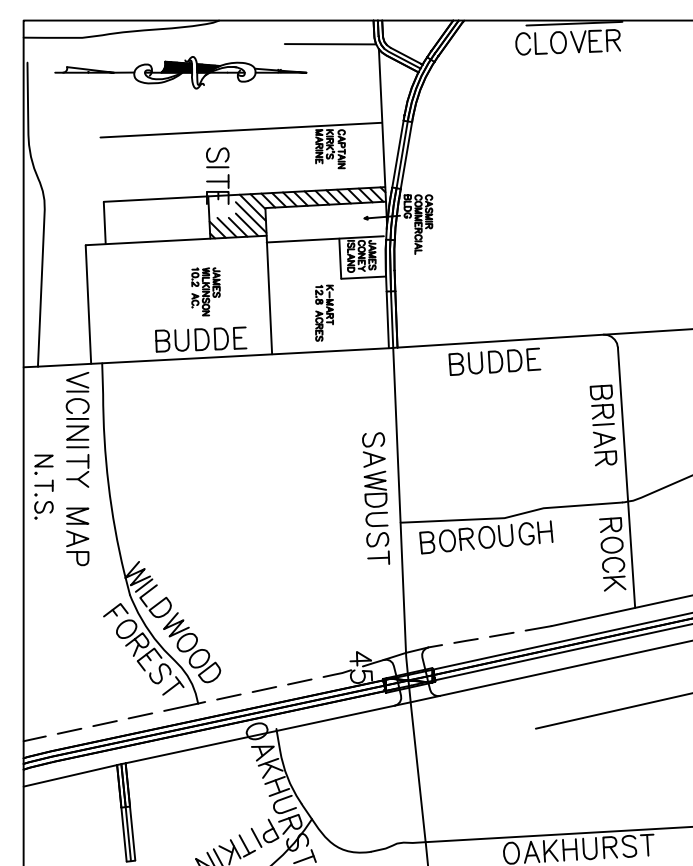 CLOVER
CAPTAIN
KIRK'S
MARINE
SITE
CASMIR
COMMERCIAL
BLDG
JAMES
CONEY
ISLAND
JAMES
WILKINSON
10.2 AC.
K-MART
12.8 ACRES
BUDDE
BUDDE
VICINITY MAP
N.T.S.
SAWDUST
BRIAR ROCK
BOROUGH
WILDWOOD
FOREST
45
OAKHURST
PITKIN
OAKHURST